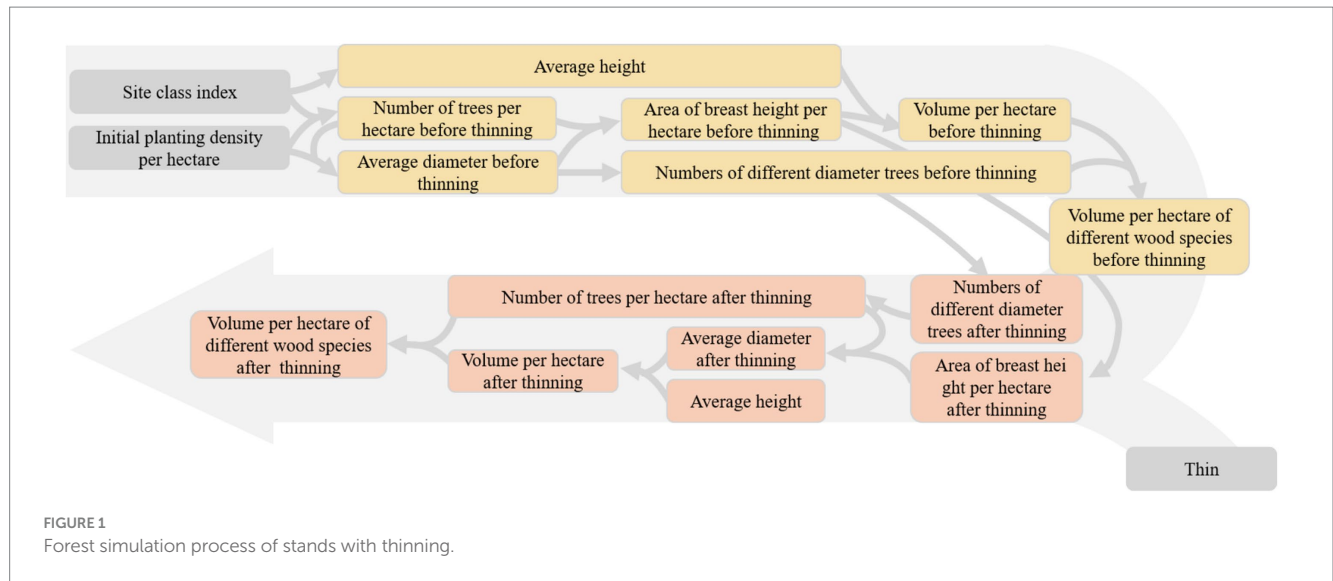 Average height
Site class index
Number of trees per
hectare before thinning
Area of breast height per
hectare before thinning
Volume per hectare
before thinning
Initial planting density
per hectare
Average diameter before
thinning
Numbers of different diameter trees before thinning
Volume per hectare of
different wood species
before thinning
Number of trees per hectare after thinning
Numbers of
different diameter
trees after thinning
Volume per hectare of
different wood species
after thinning
Average diameter
after thinning
Volume per hectare
after thinning
Area of breast hei
ght per hectare
after thinning
Average height
Thin
FIGURE 1
Forest simulation process of stands with thinning.